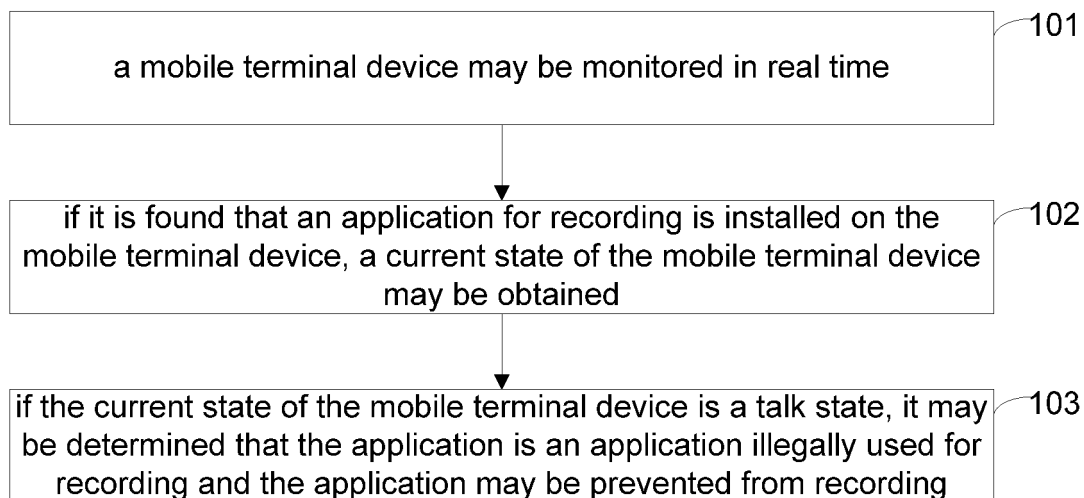 101
a mobile terminal device may be monitored in real time
102
if it is found that an application for recording is installed on the
mobile terminal device, a current state of the mobile terminal device
may be obtained
103
if the current state of the mobile terminal device is a talk state, it may
be determined that the application is an application illegally used for
recording and the application may be prevented from recording